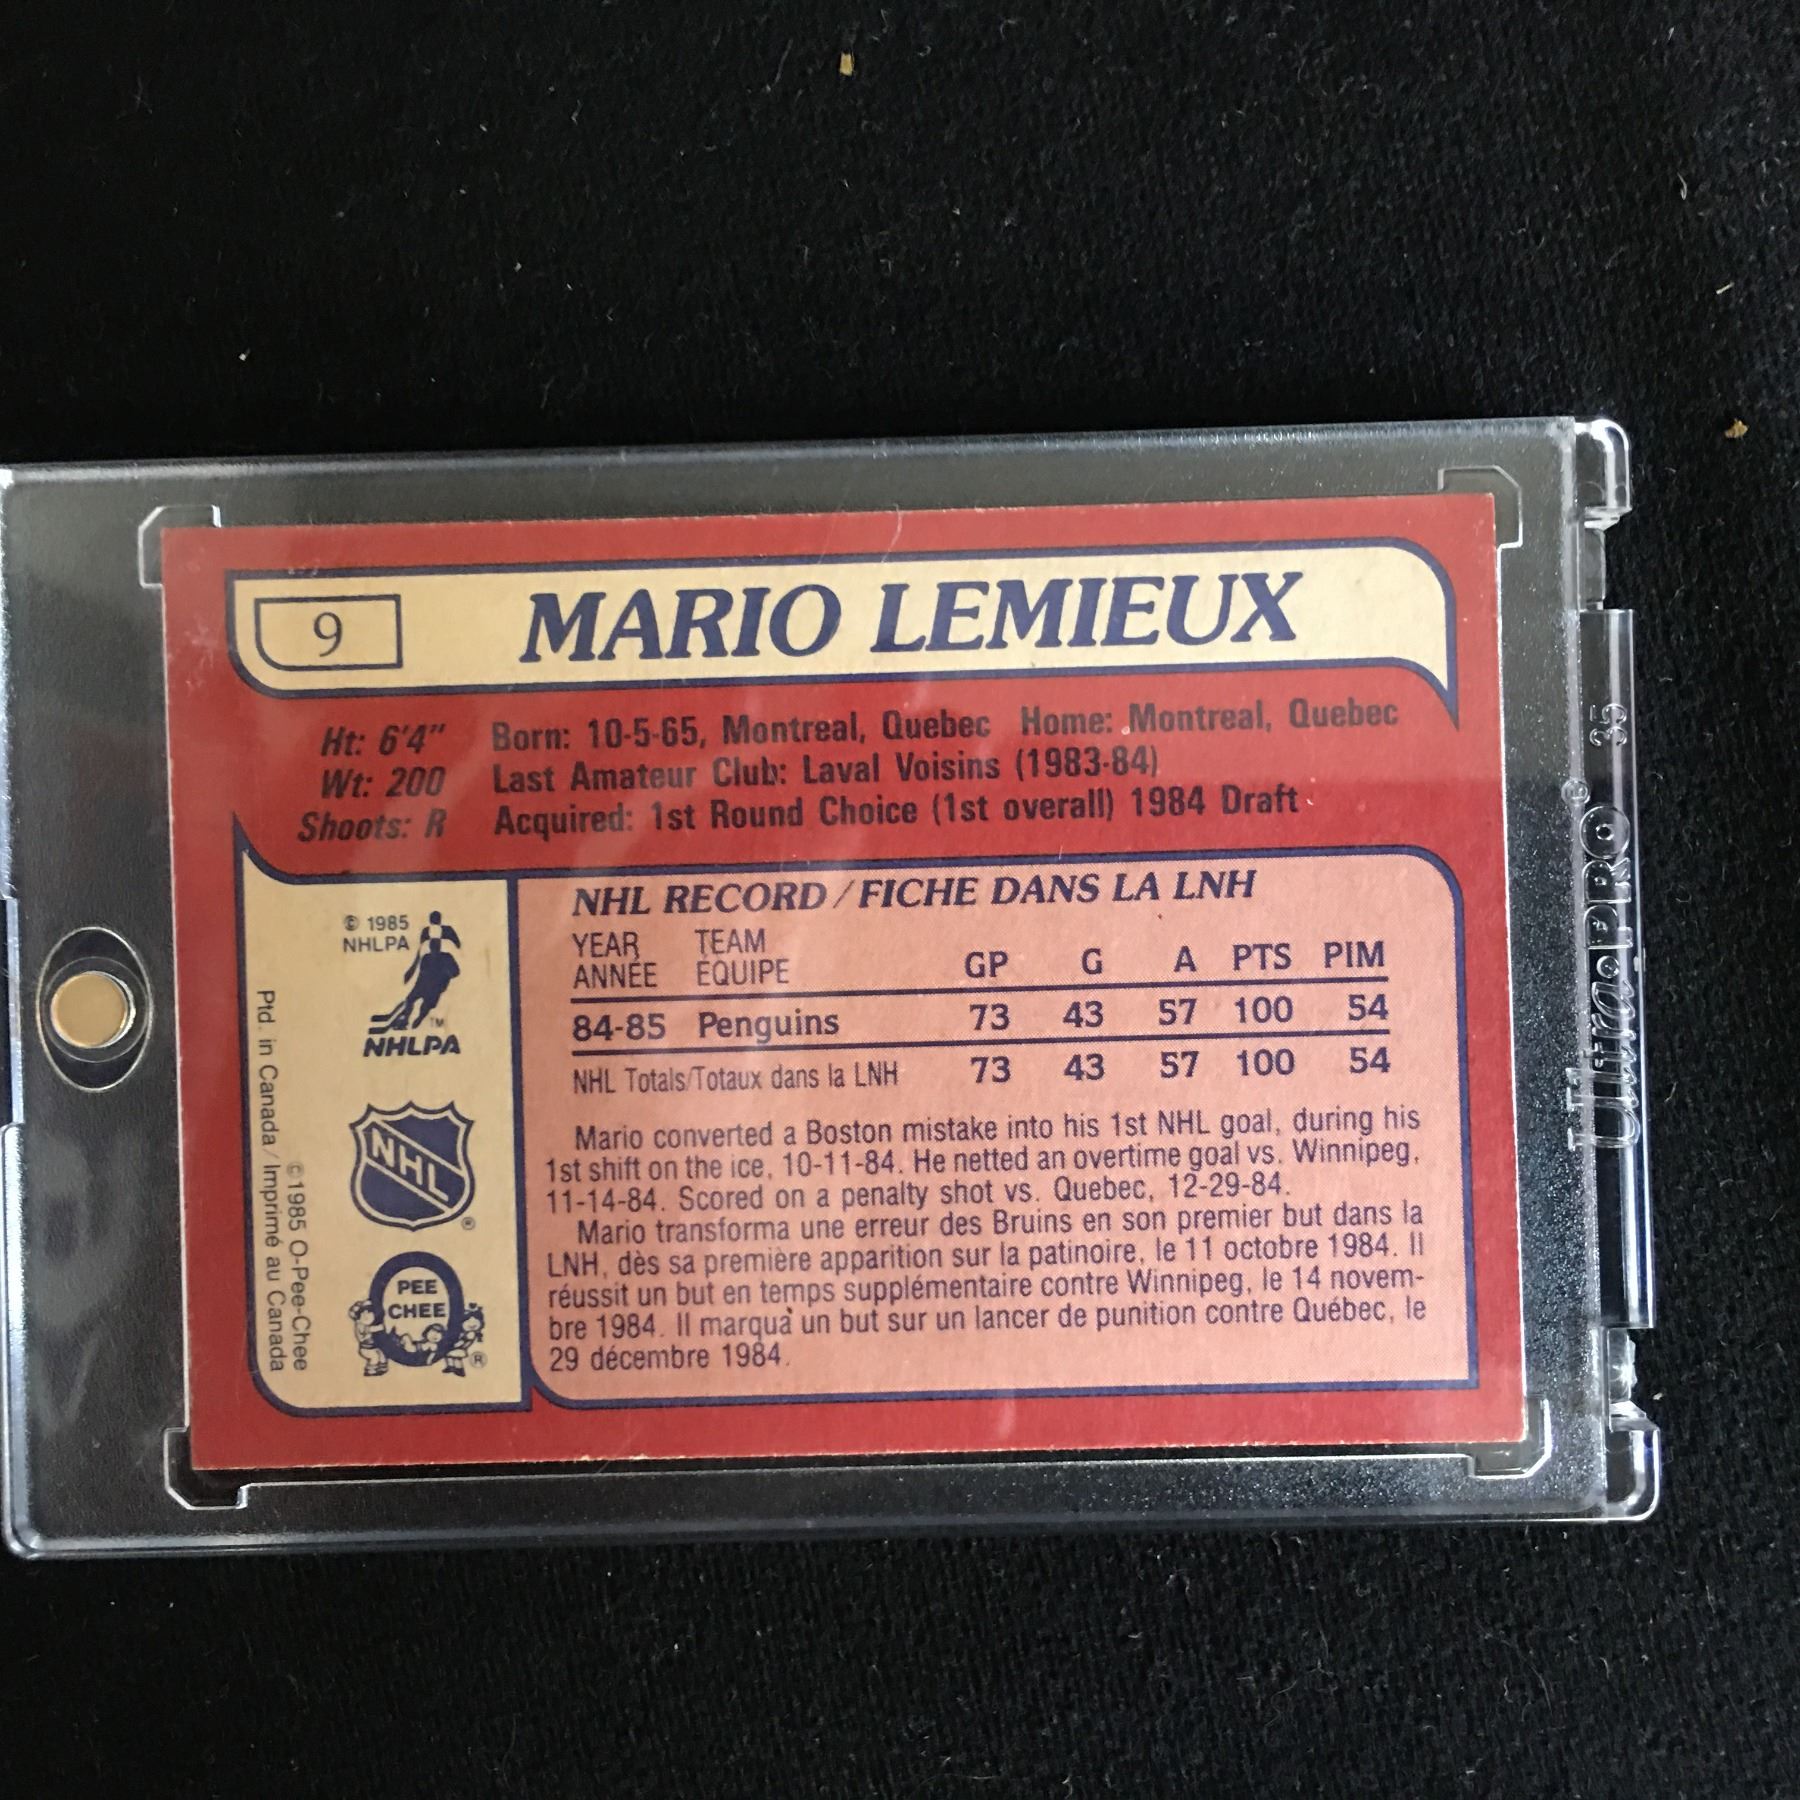 9
MARIO LEMIEUX
Ht: 6'4" Born: 10-5-65, Montreal, Quebec Home: Montreal, Quebec
Wt: 200 Last Amateur Club: Laval Voisins (1983-84)
Shoots: R Acquired: 1st Round Choice (1st overall) 1984 Draft
NHL RECORD/FICHE DANS LA LNH
YEAR TEAM
ANNÉE ÉQUIPE GP G A PTS PIM
84-85 Penguins 73 43 57 100 54
NHL Totals/Totaux dans la LNH 73 43 57 100 54
Mario converted a Boston mistake into his 1st NHL goal, during his
1st shift on the ice, 10-11-84. He netted an overtime goal vs. Winnipeg,
11-14-84. Scored on a penalty shot vs. Quebec, 12-29-84.
Mario transforma une erreur des Bruins en son premier but dans la
LNH, dès sa première apparition sur la patinoire, le 11 octobre 1984. Il
réussit un but en temps supplémentaire contre Winnipeg, le 14 novem-
bre 1984. Il marqua un but sur un lancer de punition contre Québec, le
29 décembre 1984.
© 1985
NHLPA
TM
NHLPA
NHL
®
PEE
CHEE
®
©1985 O-Pee-Chee
Ptd. in Canada/Imprimé au Canada
UltraPRO®
35